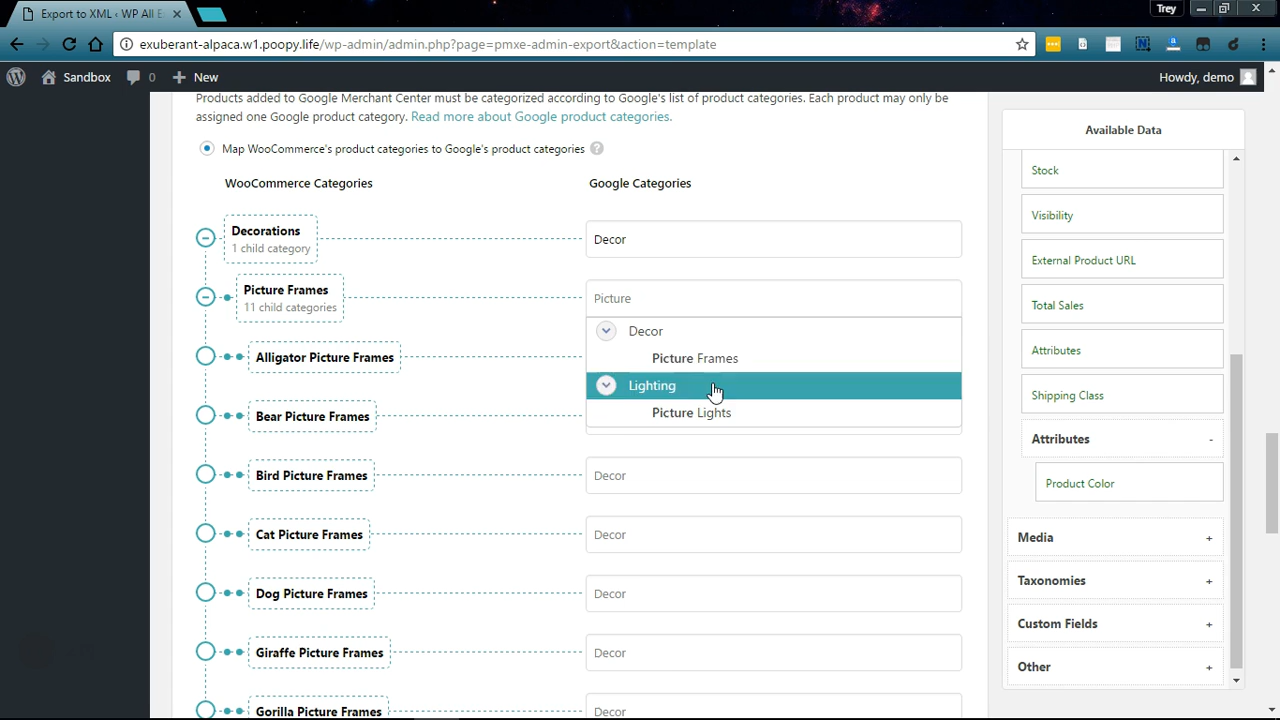 Export to XML ‹ WP All E
Trey
exuberant-alpaca.w1.poopy.life/wp-admin/admin.php?page=pmxe-admin-export&action=template
Sandbox 0 New
Howdy, demo
Products added to Google Merchant Center must be categorized according to Google's list of product categories. Each product may only be
assigned one Google product category. Read more about Google product categories.
Map WooCommerce's product categories to Google's product categories ?
WooCommerce Categories
Google Categories
Decorations
1 child category
Decor
Picture Frames
11 child categories
Picture
Decor
Picture Frames
Lighting
Picture Lights
Alligator Picture Frames
Bear Picture Frames
Bird Picture Frames
Decor
Cat Picture Frames
Decor
Dog Picture Frames
Decor
Giraffe Picture Frames
Decor
Gorilla Picture Frames
Decor
Available Data
Stock
Visibility
External Product URL
Total Sales
Attributes
Shipping Class
Attributes -
Product Color
Media +
Taxonomies +
Custom Fields +
Other +